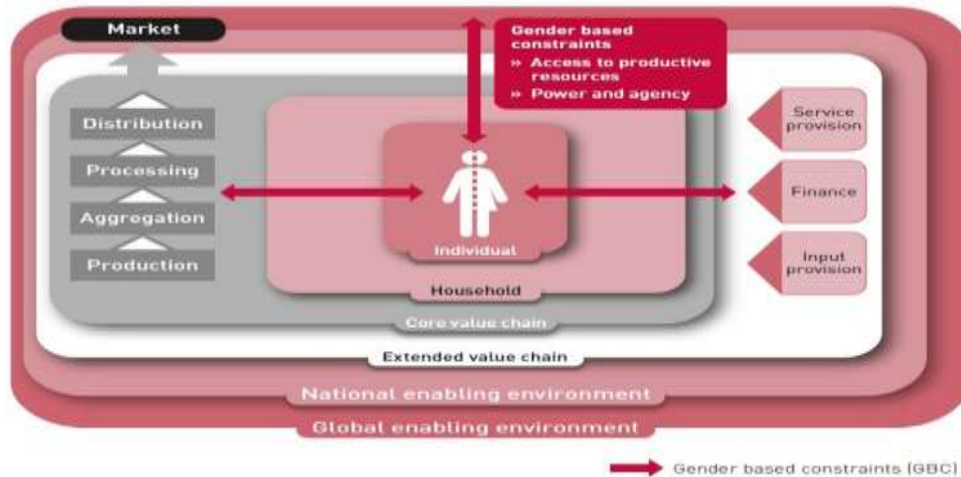 Market
Gender based
constraints
» Access to productive
resources
» Power and agency
Distribution
Processing
Aggregation
Production
Service
provision
Finance
Input
provision
Individual
Household
Core value chain
Extended value chain
National enabling environment
Global enabling environment
Gender based constraints (GBC)